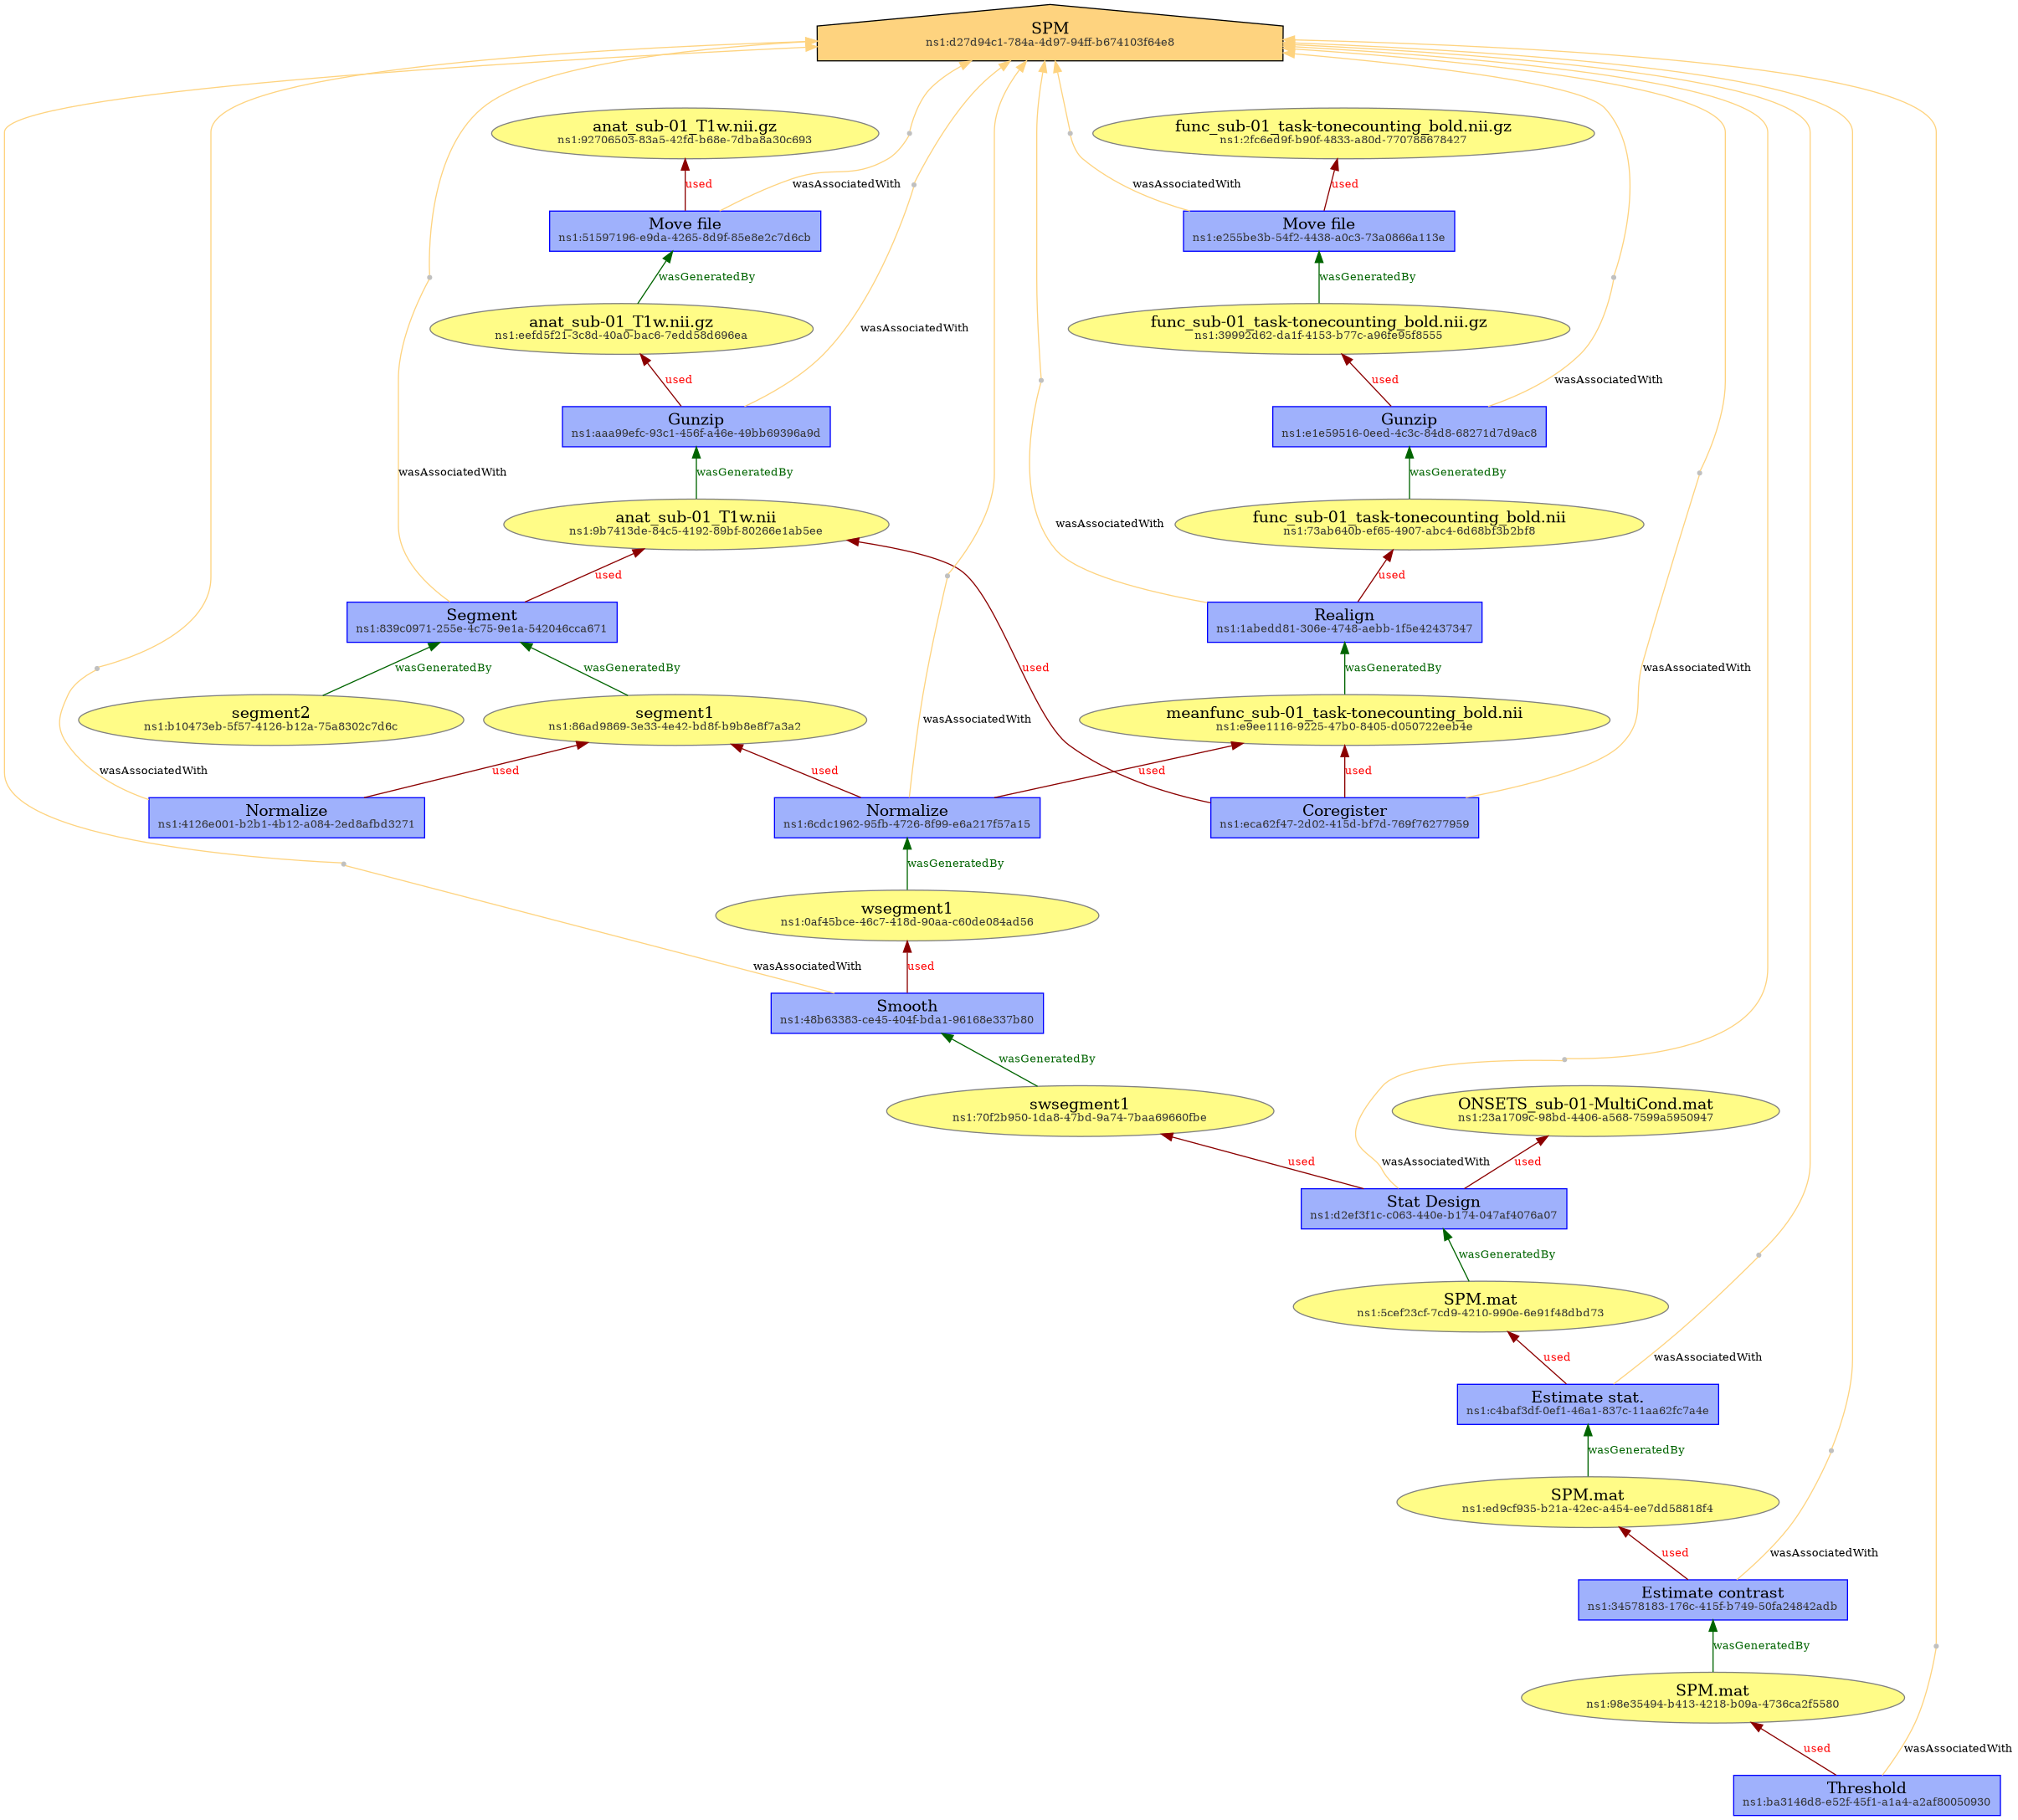 SPM
ns1:d27d94c1-784a-4d97-94ff-b674103f64e8
anat_sub-01_T1w.nii.gz
ns1:92706503-83a5-42fd-b68e-7dba8a30c693
func_sub-01_task-tonecounting_bold.nii.gz
ns1:2fc6ed9f-b90f-4833-a80d-770788678427
used
wasAssociatedWith
wasAssociatedWith
used
Move file
ns1:51597196-e9da-4265-8d9f-85e8e2c7d6cb
Move file
ns1:e255be3b-54f2-4438-a0c3-73a0866a113e
wasGeneratedBy
wasGeneratedBy
anat_sub-01_T1w.nii.gz
ns1:eefd5f21-3c8d-40a0-bac6-7edd58d696ea
wasAssociatedWith
func_sub-01_task-tonecounting_bold.nii.gz
ns1:39992d62-da1f-4153-b77c-a96fe95f8555
used
used
wasAssociatedWith
Gunzip
ns1:aaa99efc-93c1-456f-a46e-49bb69396a9d
Gunzip
ns1:e1e59516-0eed-4c3c-84d8-68271d7d9ac8
wasAssociatedWith
wasGeneratedBy
wasGeneratedBy
anat_sub-01_T1w.nii
ns1:9b7413de-84c5-4192-89bf-80266e1ab5ee
wasAssociatedWith
func_sub-01_task-tonecounting_bold.nii
ns1:73ab640b-ef65-4907-abc4-6d68bf3b2bf8
used
used
Segment
ns1:839c0971-255e-4c75-9e1a-542046cca671
Realign
ns1:1abedd81-306e-4748-aebb-1f5e42437347
wasGeneratedBy
wasGeneratedBy
used
wasGeneratedBy
wasAssociatedWith
segment2
ns1:b10473eb-5f57-4126-b12a-75a8302c7d6c
segment1
ns1:86ad9869-3e33-4e42-bd8f-b9b8e8f7a3a2
wasAssociatedWith
meanfunc_sub-01_task-tonecounting_bold.nii
ns1:e9ee1116-9225-47b0-8405-d050722eeb4e
wasAssociatedWith
used
used
used
used
Normalize
ns1:4126e001-b2b1-4b12-a084-2ed8afbd3271
Normalize
ns1:6cdc1962-95fb-4726-8f99-e6a217f57a15
Coregister
ns1:eca62f47-2d02-415d-bf7d-769f76277959
wasGeneratedBy
wsegment1
ns1:0af45bce-46c7-418d-90aa-c60de084ad56
wasAssociatedWith
used
Smooth
ns1:48b63383-ce45-404f-bda1-96168e337b80
wasGeneratedBy
swsegment1
ns1:70f2b950-1da8-47bd-9a74-7baa69660fbe
ONSETS_sub-01-MultiCond.mat
ns1:23a1709c-98bd-4406-a568-7599a5950947
used
wasAssociatedWith
used
Stat Design
ns1:d2ef3f1c-c063-440e-b174-047af4076a07
wasGeneratedBy
SPM.mat
ns1:5cef23cf-7cd9-4210-990e-6e91f48dbd73
used
wasAssociatedWith
Estimate stat.
ns1:c4baf3df-0ef1-46a1-837c-11aa62fc7a4e
wasGeneratedBy
SPM.mat
ns1:ed9cf935-b21a-42ec-a454-ee7dd58818f4
used
wasAssociatedWith
Estimate contrast
ns1:34578183-176c-415f-b749-50fa24842adb
wasGeneratedBy
SPM.mat
ns1:98e35494-b413-4218-b09a-4736ca2f5580
used
wasAssociatedWith
Threshold
ns1:ba3146d8-e52f-45f1-a1a4-a2af80050930